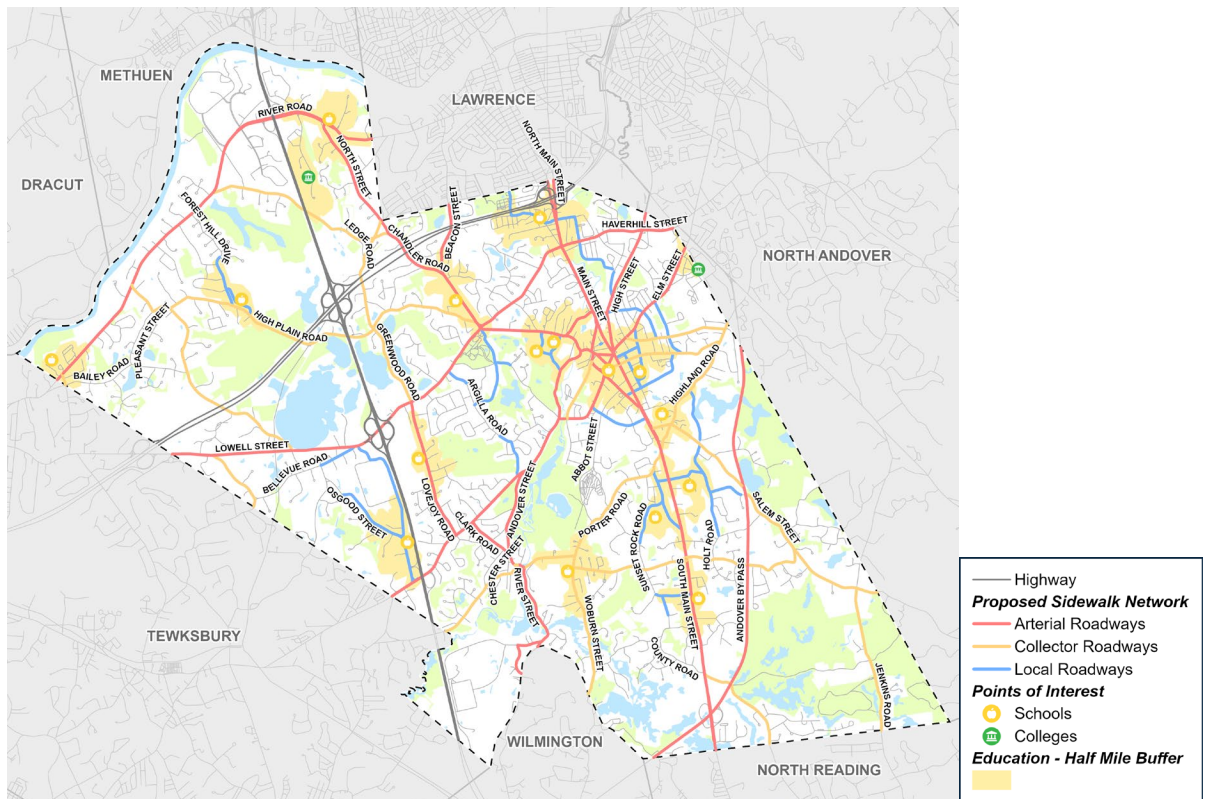 METHUEN
LAWRENCE
DRACUT
NORTH ANDOVER
TEWKSBURY
WILMINGTON
NORTH READING
RIVER ROAD
NORTH STREET
NORTH MAIN STREET
FOREST HILL DRIVE
LEDGE ROAD
CHANDLER ROAD
BEACON STREET
HAVERHILL STREET
MAIN STREET
HIGH STREET
ELM STREET
PLEASANT STREET
HIGH PLAIN ROAD
GREENWOOD ROAD
BAILEY ROAD
ARGILLA ROAD
HIGHLAND ROAD
LOWELL STREET
BELLEVUE ROAD
OSGOOD STREET
LOVEJOY ROAD
CLARK ROAD
ANDOVER STREET
ABBOT STREET
PORTER ROAD
SALEM STREET
CHESTER STREET
RIVER STREET
WOBURN STREET
SUNSET ROCK ROAD
HOLT ROAD
SOUTH MAIN STREET
ANDOVER BY PASS
COUNTY ROAD
JENKINS ROAD
Highway
Proposed Sidewalk Network
Arterial Roadways
Collector Roadways
Local Roadways
Points of Interest
Schools
Colleges
Education - Half Mile Buffer